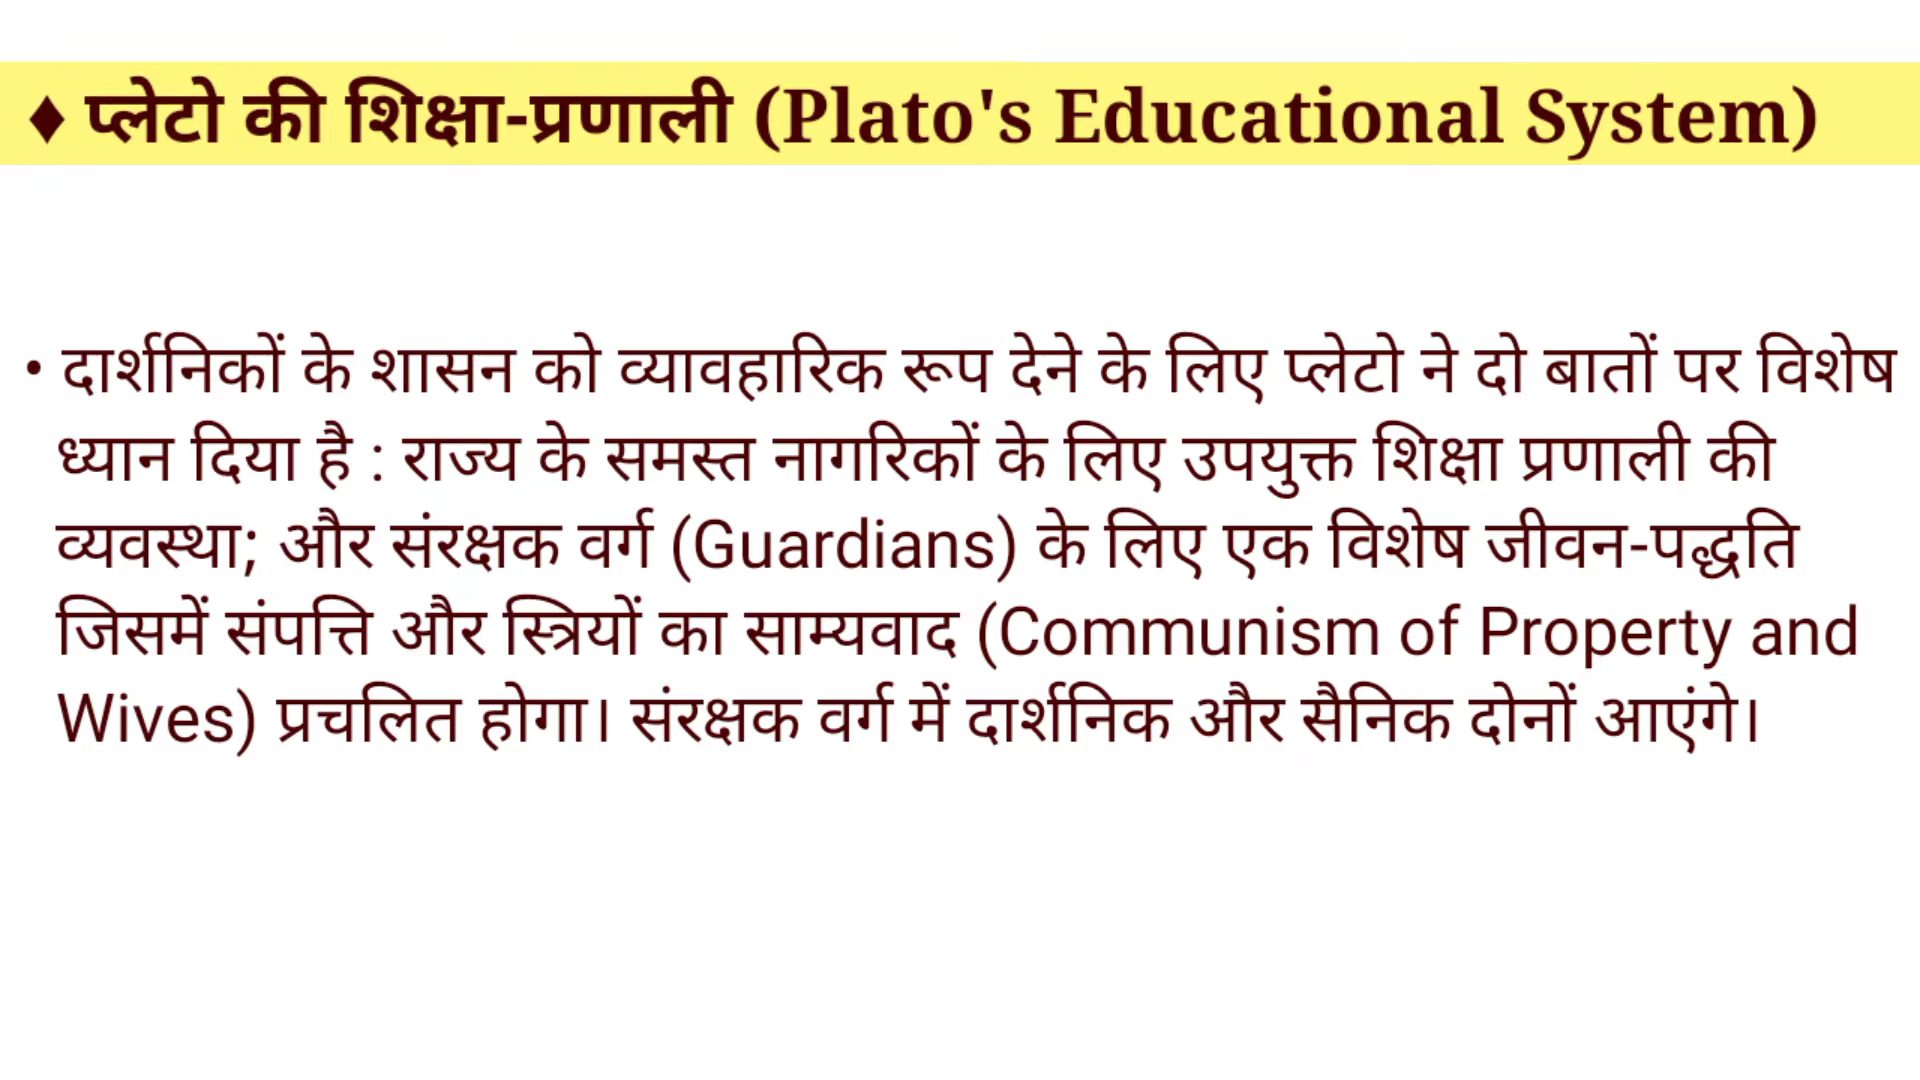 ♦ प्लेटो की शिक्षा-प्रणाली (Plato's Educational System)
• दार्शनिकों के शासन को व्यावहारिक रूप देने के लिए प्लेटो ने दो बातों पर विशेष
ध्यान दिया है : राज्य के समस्त नागरिकों के लिए उपयुक्त शिक्षा प्रणाली की
व्यवस्था; और संरक्षक वर्ग (Guardians) के लिए एक विशेष जीवन-पद्धति
जिसमें संपत्ति और स्त्रियों का साम्यवाद (Communism of Property and
Wives) प्रचलित होगा। संरक्षक वर्ग में दार्शनिक और सैनिक दोनों आएंगे।